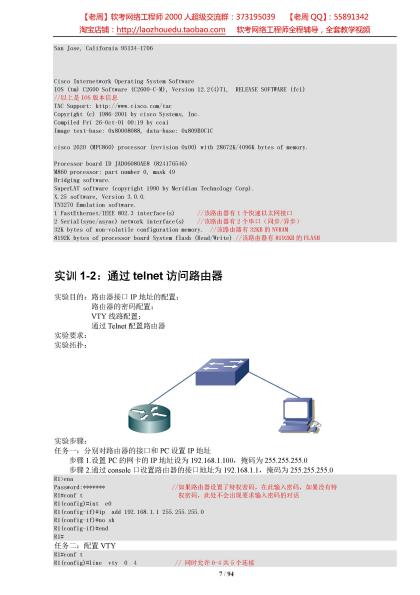 【老周】软考网络工程师 2000 人超级交流群：373195039 【老周 QQ】：55891342
淘宝店铺：http://laozhouedu.taobao.com 软考网络工程师全程辅导，全套教学视频
San Jose, California 95134-1706
Cisco Internetwork Operating System Software
IOS (tm) C2600 Software (C2600-C-M), Version 12.2(4)T1, RELEASE SOFTWARE (fc1)
//以上是 IOS 版本信息
TAC Support: http://www.cisco.com/tac
Copyright (c) 1986-2001 by cisco Systems, Inc.
Compiled Fri 26-Oct-01 00:19 by ccai
Image text-base: 0x80008088, data-base: 0x809B0C1C
cisco 2620 (MPC860) processor (revision 0x00) with 28672K/4096K bytes of memory.
Processor board ID JAD06080AE8 (824176546)
M860 processor: part number 0, mask 49
Bridging software.
SuperLAT software (copyright 1990 by Meridian Technology Corp).
X.25 software, Version 3.0.0.
TN3270 Emulation software.
1 FastEthernet/IEEE 802.3 interface(s) //该路由器有 1 个快速以太网接口
2 Serial(sync/async) network interface(s) //该路由器有 2 个串口（同步/异步）
32K bytes of non-volatile configuration memory. //该路由器有 32KB 的 NVRAM
8192K bytes of processor board System flash (Read/Write) //该路由器有 8192KB 的 FLASH
实训 1-2：通过 telnet 访问路由器
实验目的：路由器接口 IP 地址的配置；
路由器的密码配置；
VTY 线路配置；
通过 Telnet 配置路由器
实验要求：
实验拓扑：
实验步骤：
任务一：分别对路由器的接口和 PC 设置 IP 地址
步骤 1.设置 PC 的网卡的 IP 地址设为 192.168.1.100，掩码为 255.255.255.0
步骤 2.通过 console 口设置路由器的接口地址为 192.168.1.1，掩码为 255.255.255.0
R1>ena
Password:******* //如果路由器设置了特权密码，在此输入密码，如果没有特
R1#conf t 权密码，此处不会出现要求输入密码的对话
R1(config)#int e0
R1(config-if)#ip add 192.168.1.1 255.255.255.0
R1(config-if)#no sh
R1(config-if)#end
R1#
任务二：配置 VTY
R1#conf t
R1(config)#line vty 0 4 // 同时允许 0-4 共 5 个连接
7 / 94